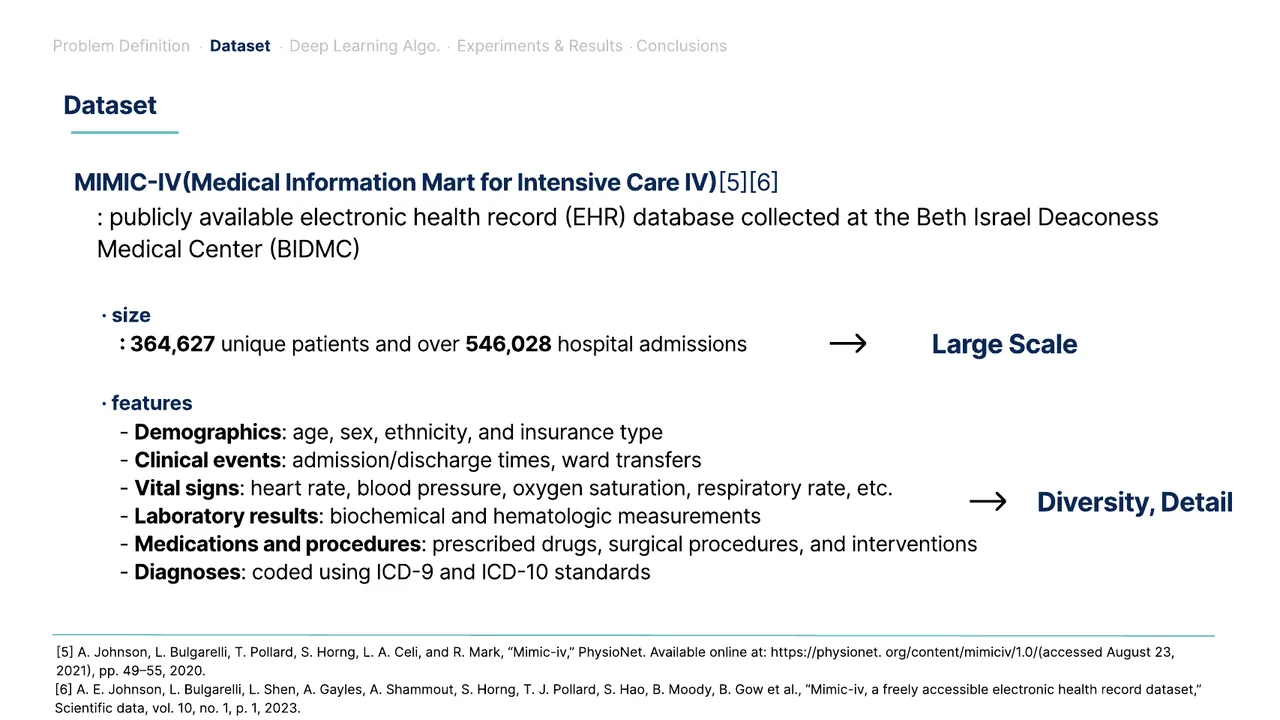 Problem Definition · Dataset · Deep Learning Algo. · Experiments & Results · Conclusions
Dataset
MIMIC-IV(Medical Information Mart for Intensive Care IV)[5][6]
: publicly available electronic health record (EHR) database collected at the Beth Israel Deaconess
Medical Center (BIDMC)
· size
: 364,627 unique patients and over 546,028 hospital admissions → Large Scale
· features
- Demographics: age, sex, ethnicity, and insurance type
- Clinical events: admission/discharge times, ward transfers
- Vital signs: heart rate, blood pressure, oxygen saturation, respiratory rate, etc.
→ Diversity, Detail
- Laboratory results: biochemical and hematologic measurements
- Medications and procedures: prescribed drugs, surgical procedures, and interventions
- Diagnoses: coded using ICD-9 and ICD-10 standards
[5] A. Johnson, L. Bulgarelli, T. Pollard, S. Horng, L. A. Celi, and R. Mark, “Mimic-iv,” PhysioNet. Available online at: https://physionet. org/content/mimiciv/1.0/(accessed August 23,
2021), pp. 49–55, 2020.
[6] A. E. Johnson, L. Bulgarelli, L. Shen, A. Gayles, A. Shammout, S. Horng, T. J. Pollard, S. Hao, B. Moody, B. Gow et al., “Mimic-iv, a freely accessible electronic health record dataset,”
Scientific data, vol. 10, no. 1, p. 1, 2023.